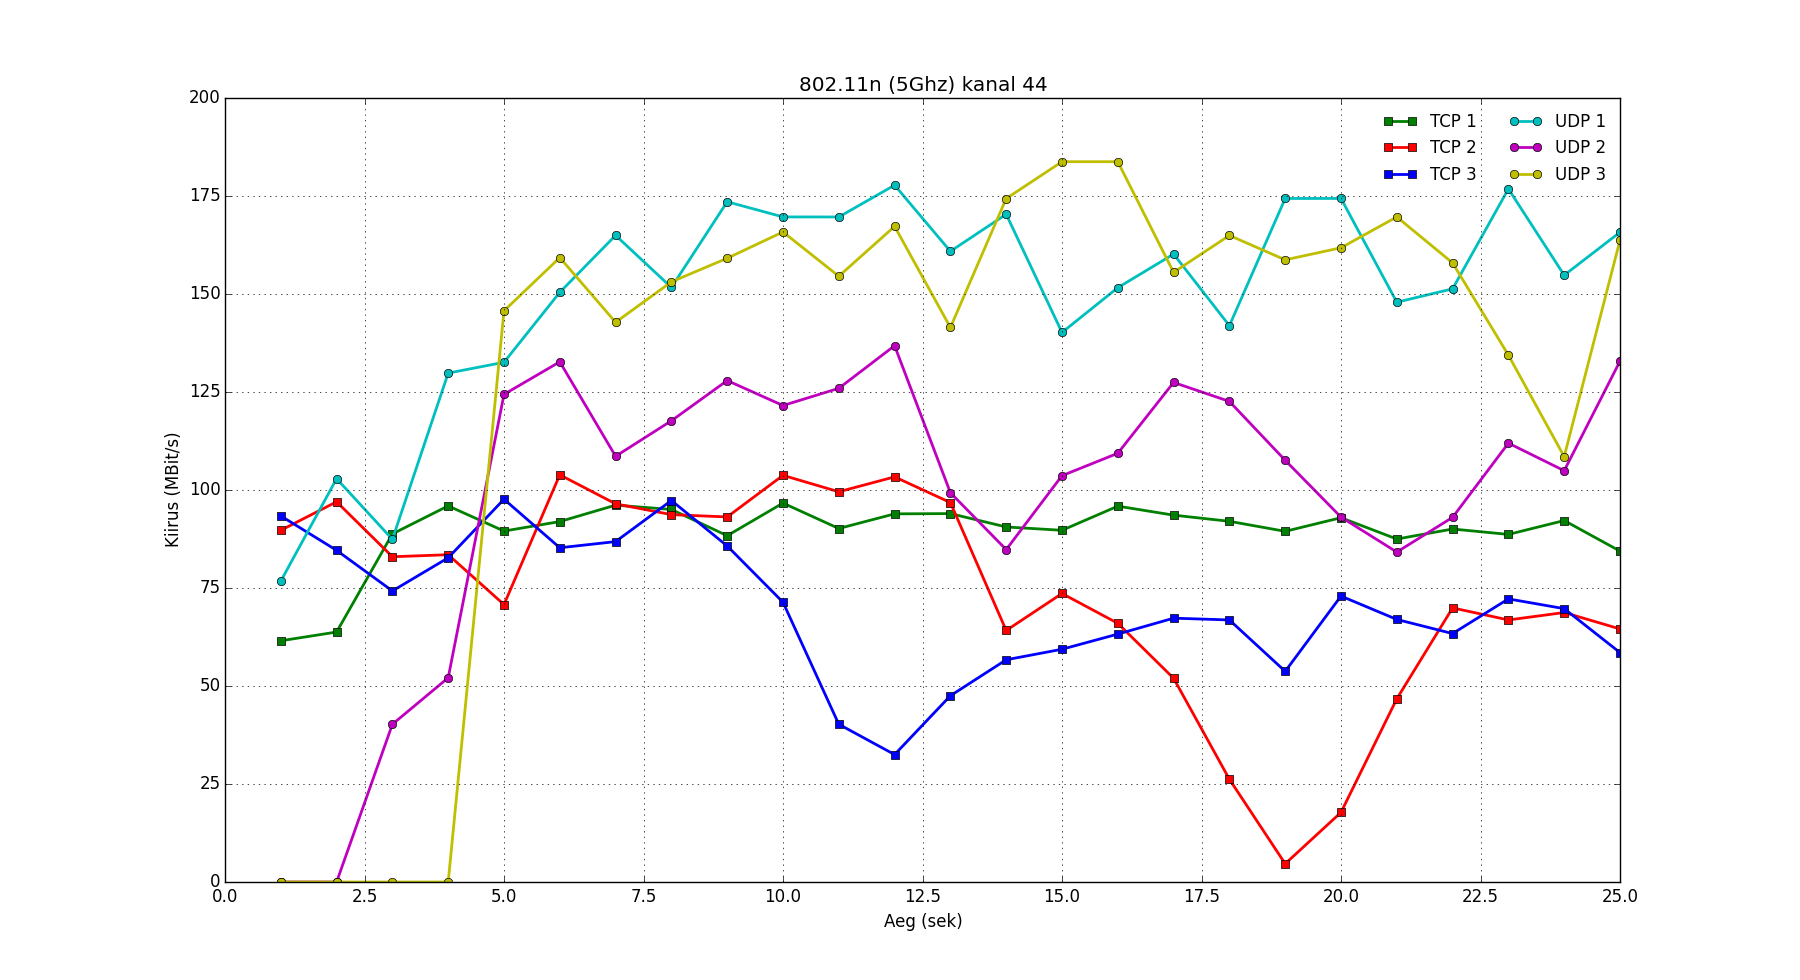 802.11n (5Ghz) kanal 44
200
175
150
125
100
75
50
25
0
Kiirus (MBit/s)
TCP 1
TCP 2
TCP 3
UDP 1
UDP 2
UDP 3
0.0 2.5 5.0 7.5 10.0 12.5 15.0 17.5 20.0 22.5 25.0
Aeg (sek)